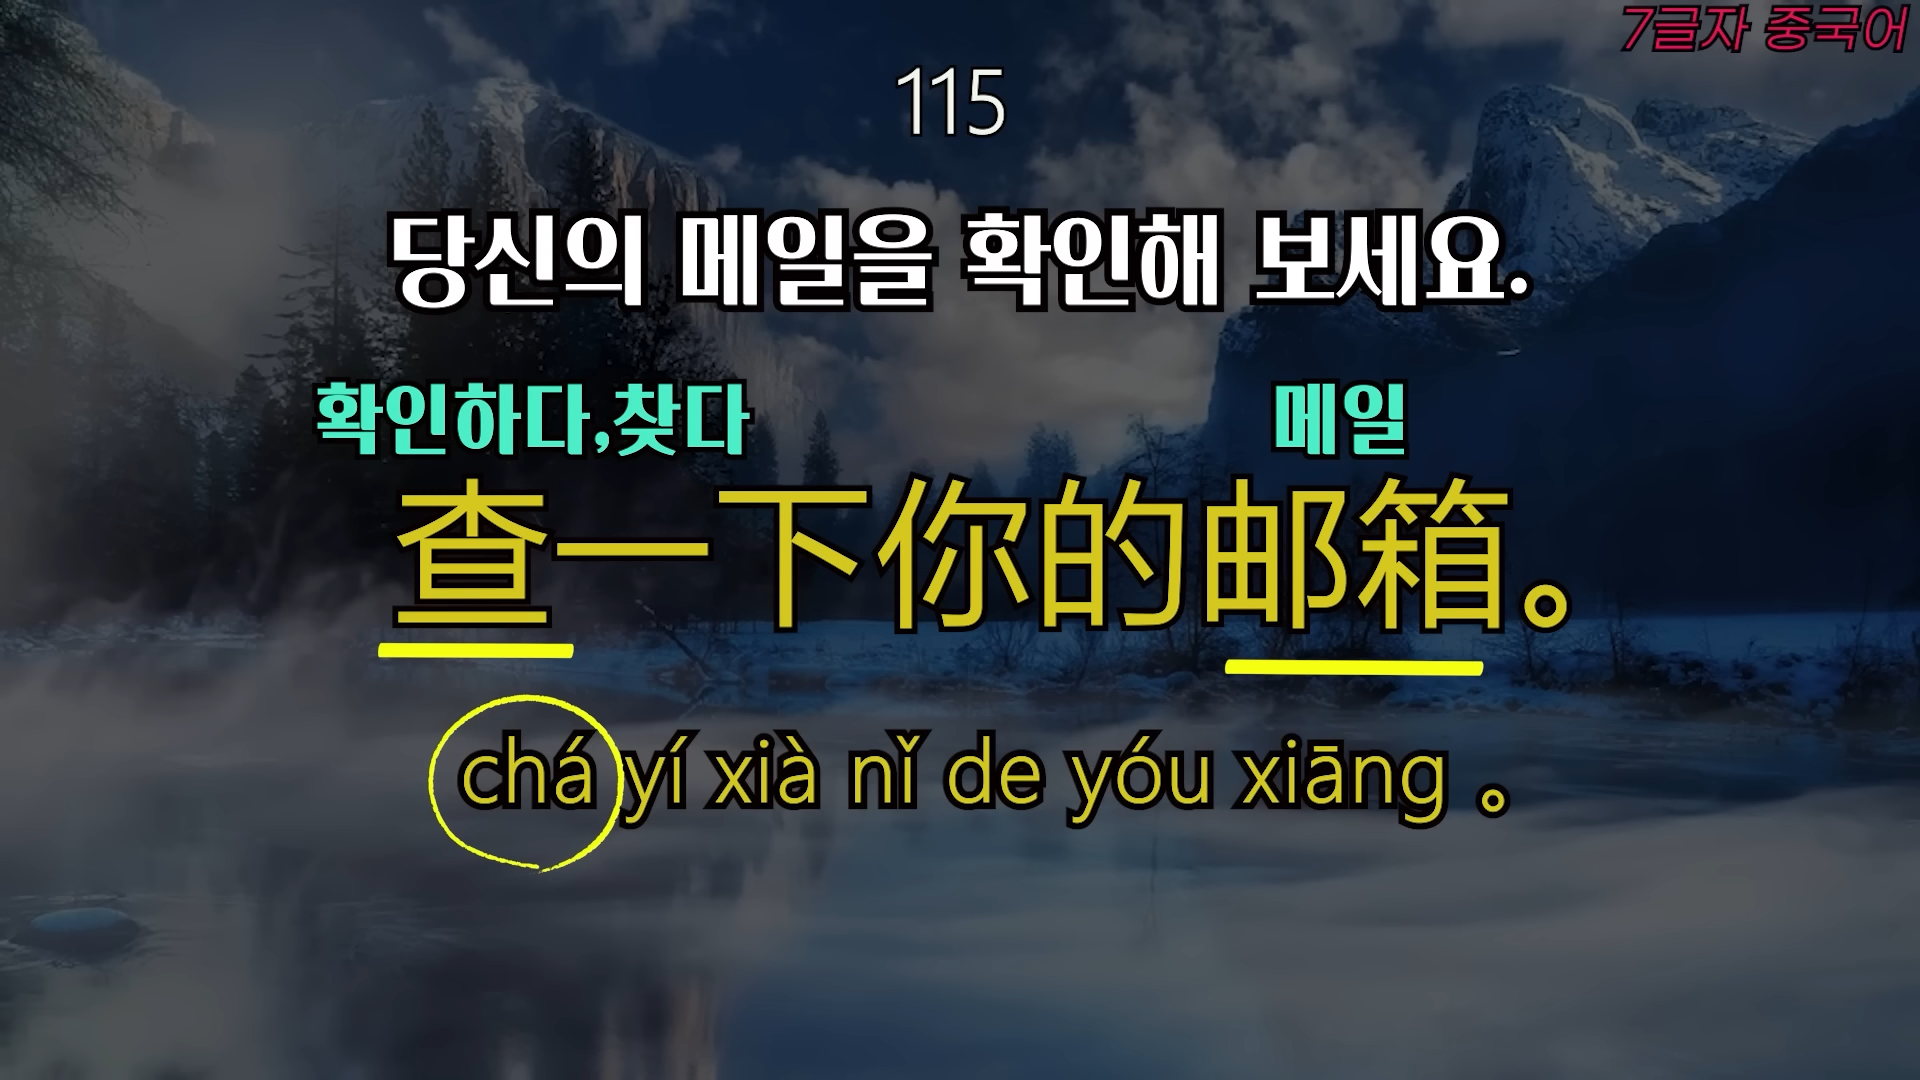 7글자 중국어
115
당신의 메일을 확인해 보세요.
확인하다,찾다 메일
查一下你的邮箱。
chá yí xià nǐ de yóu xiāng 。